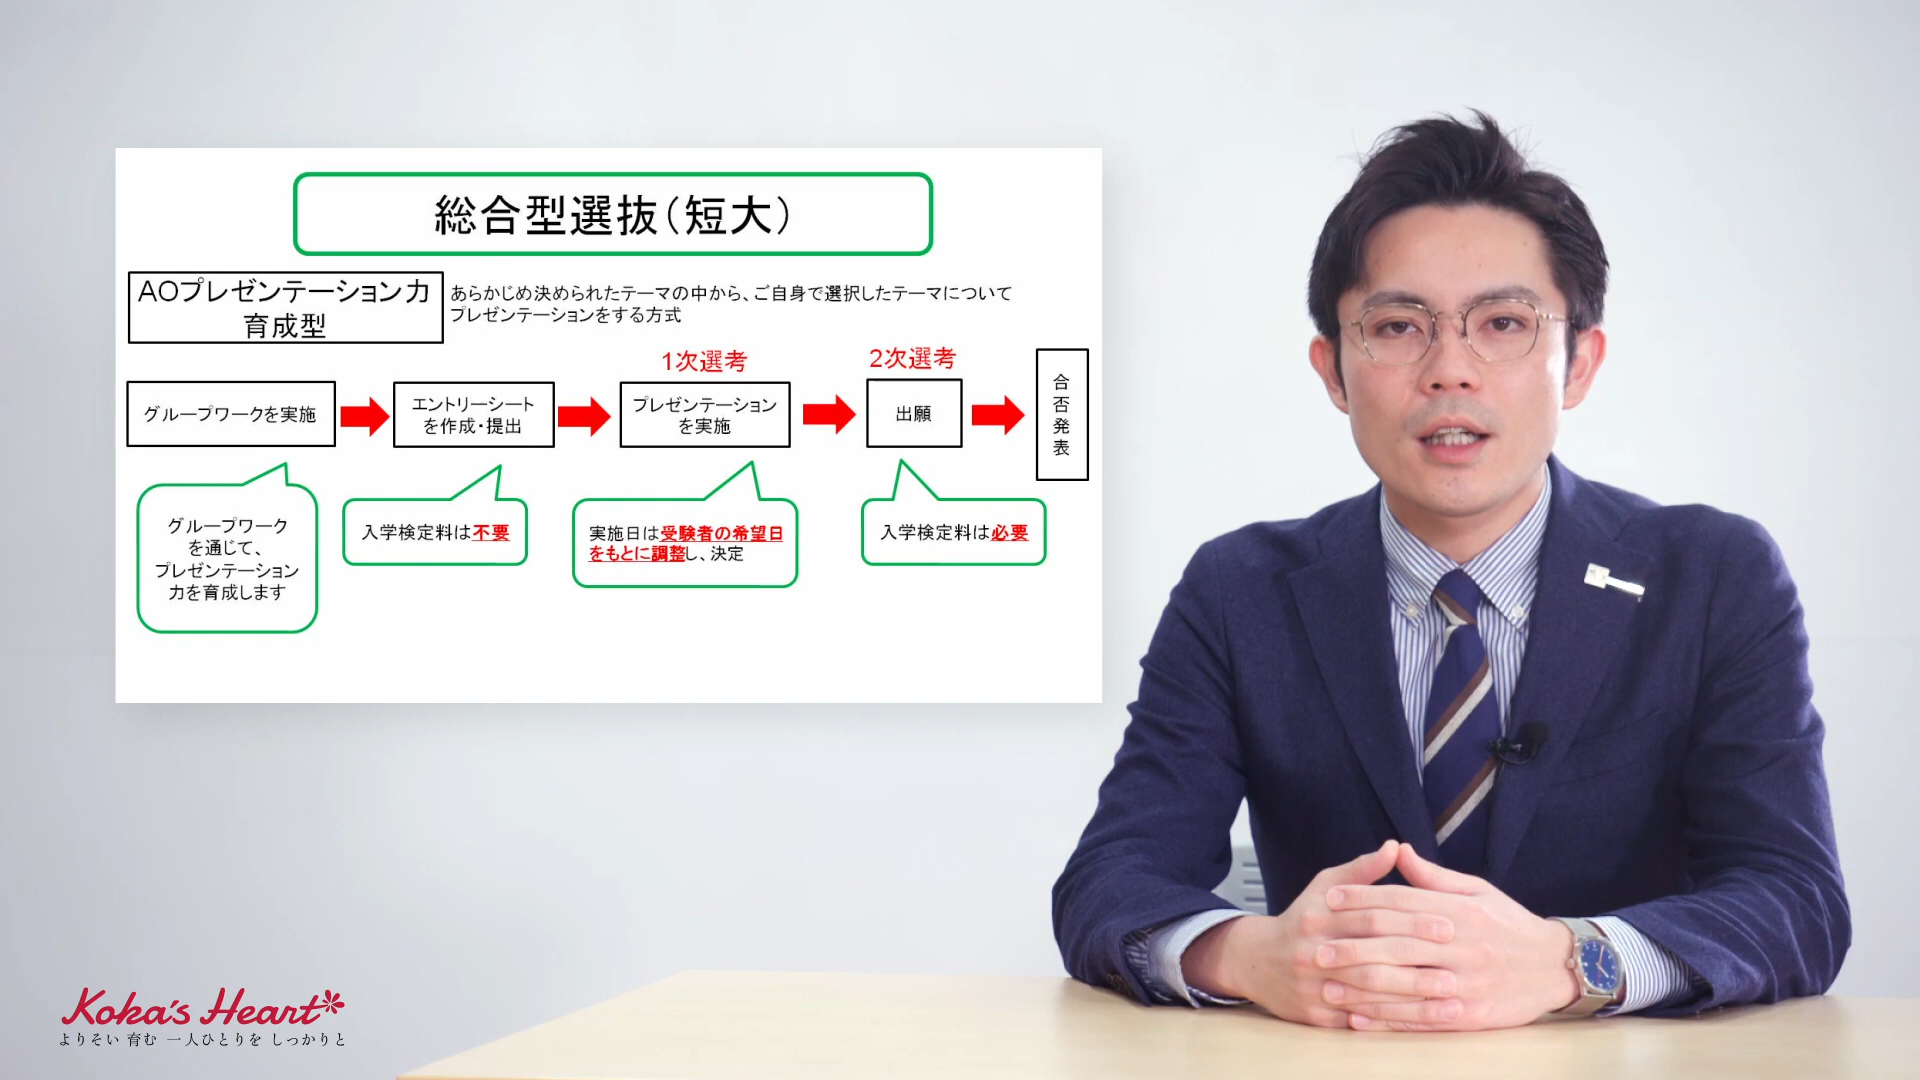 総合型選抜(短大)
AOプレゼンテーション力
育成型
あらかじめ決められたテーマの中から、ご自身で選択したテーマについて
プレゼンテーションをする方式
1次選考
2次選考
グループワークを実施
エントリーシート
を作成・提出
プレゼンテーション
を実施
出願
合
否
発
表
グループワーク
を通じて、
プレゼンテーション
力を育成します
入学検定料は不要
実施日は受験者の希望日
をもとに調整し、決定
入学検定料は必要
Koka's Heart*
よりそい 育む 一人ひとりを しっかりと